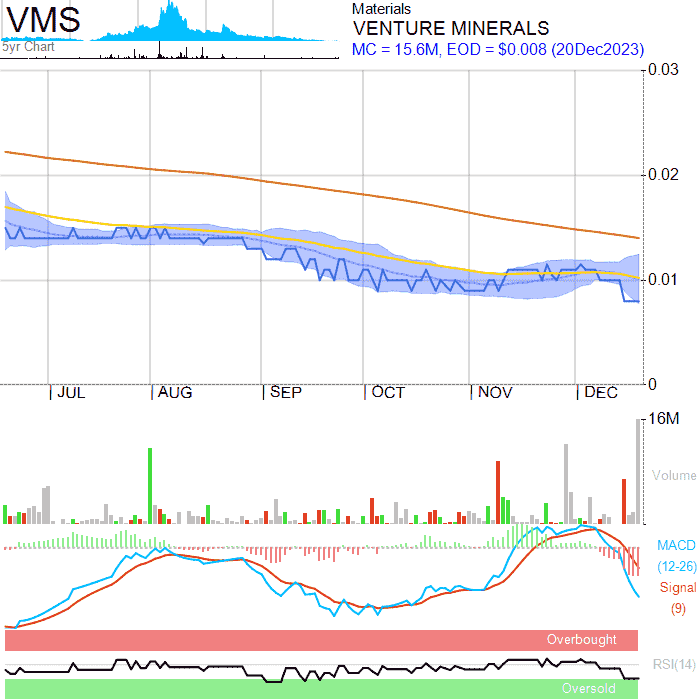 VMS
5yr Chart
Materials
VENTURE MINERALS
MC = 15.6M, EOD = $0.008 (20Dec2023)
0.03
0.02
0.01
0
JUL AUG SEP OCT NOV DEC
16M
Volume
MACD
(12-26)
Signal
(9)
Overbought
RSI(14)
Oversold